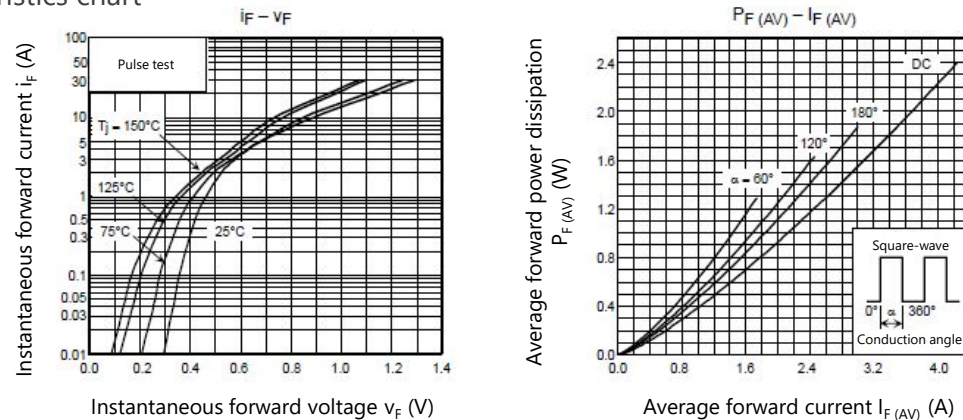 istics chart
iF – vF
Instantaneous forward current iF (A)
100
50
30
10
5
3
1
0.5
0.3
0.1
0.05
0.03
0.01
Pulse test
Tj = 150°C
125°C
75°C
25°C
0.0 0.2 0.4 0.6 0.8 1.0 1.2 1.4
Instantaneous forward voltage vF (V)
PF (AV) – IF (AV)
Average forward power dissipation
PF (AV) (W)
2.4
2.0
1.6
1.2
0.8
0.4
0.0
DC
180°
120°
α = 60°
Square-wave
0° α 360°
Conduction angle
0.0 0.8 1.6 2.4 3.2 4.0
Average forward current IF (AV) (A)